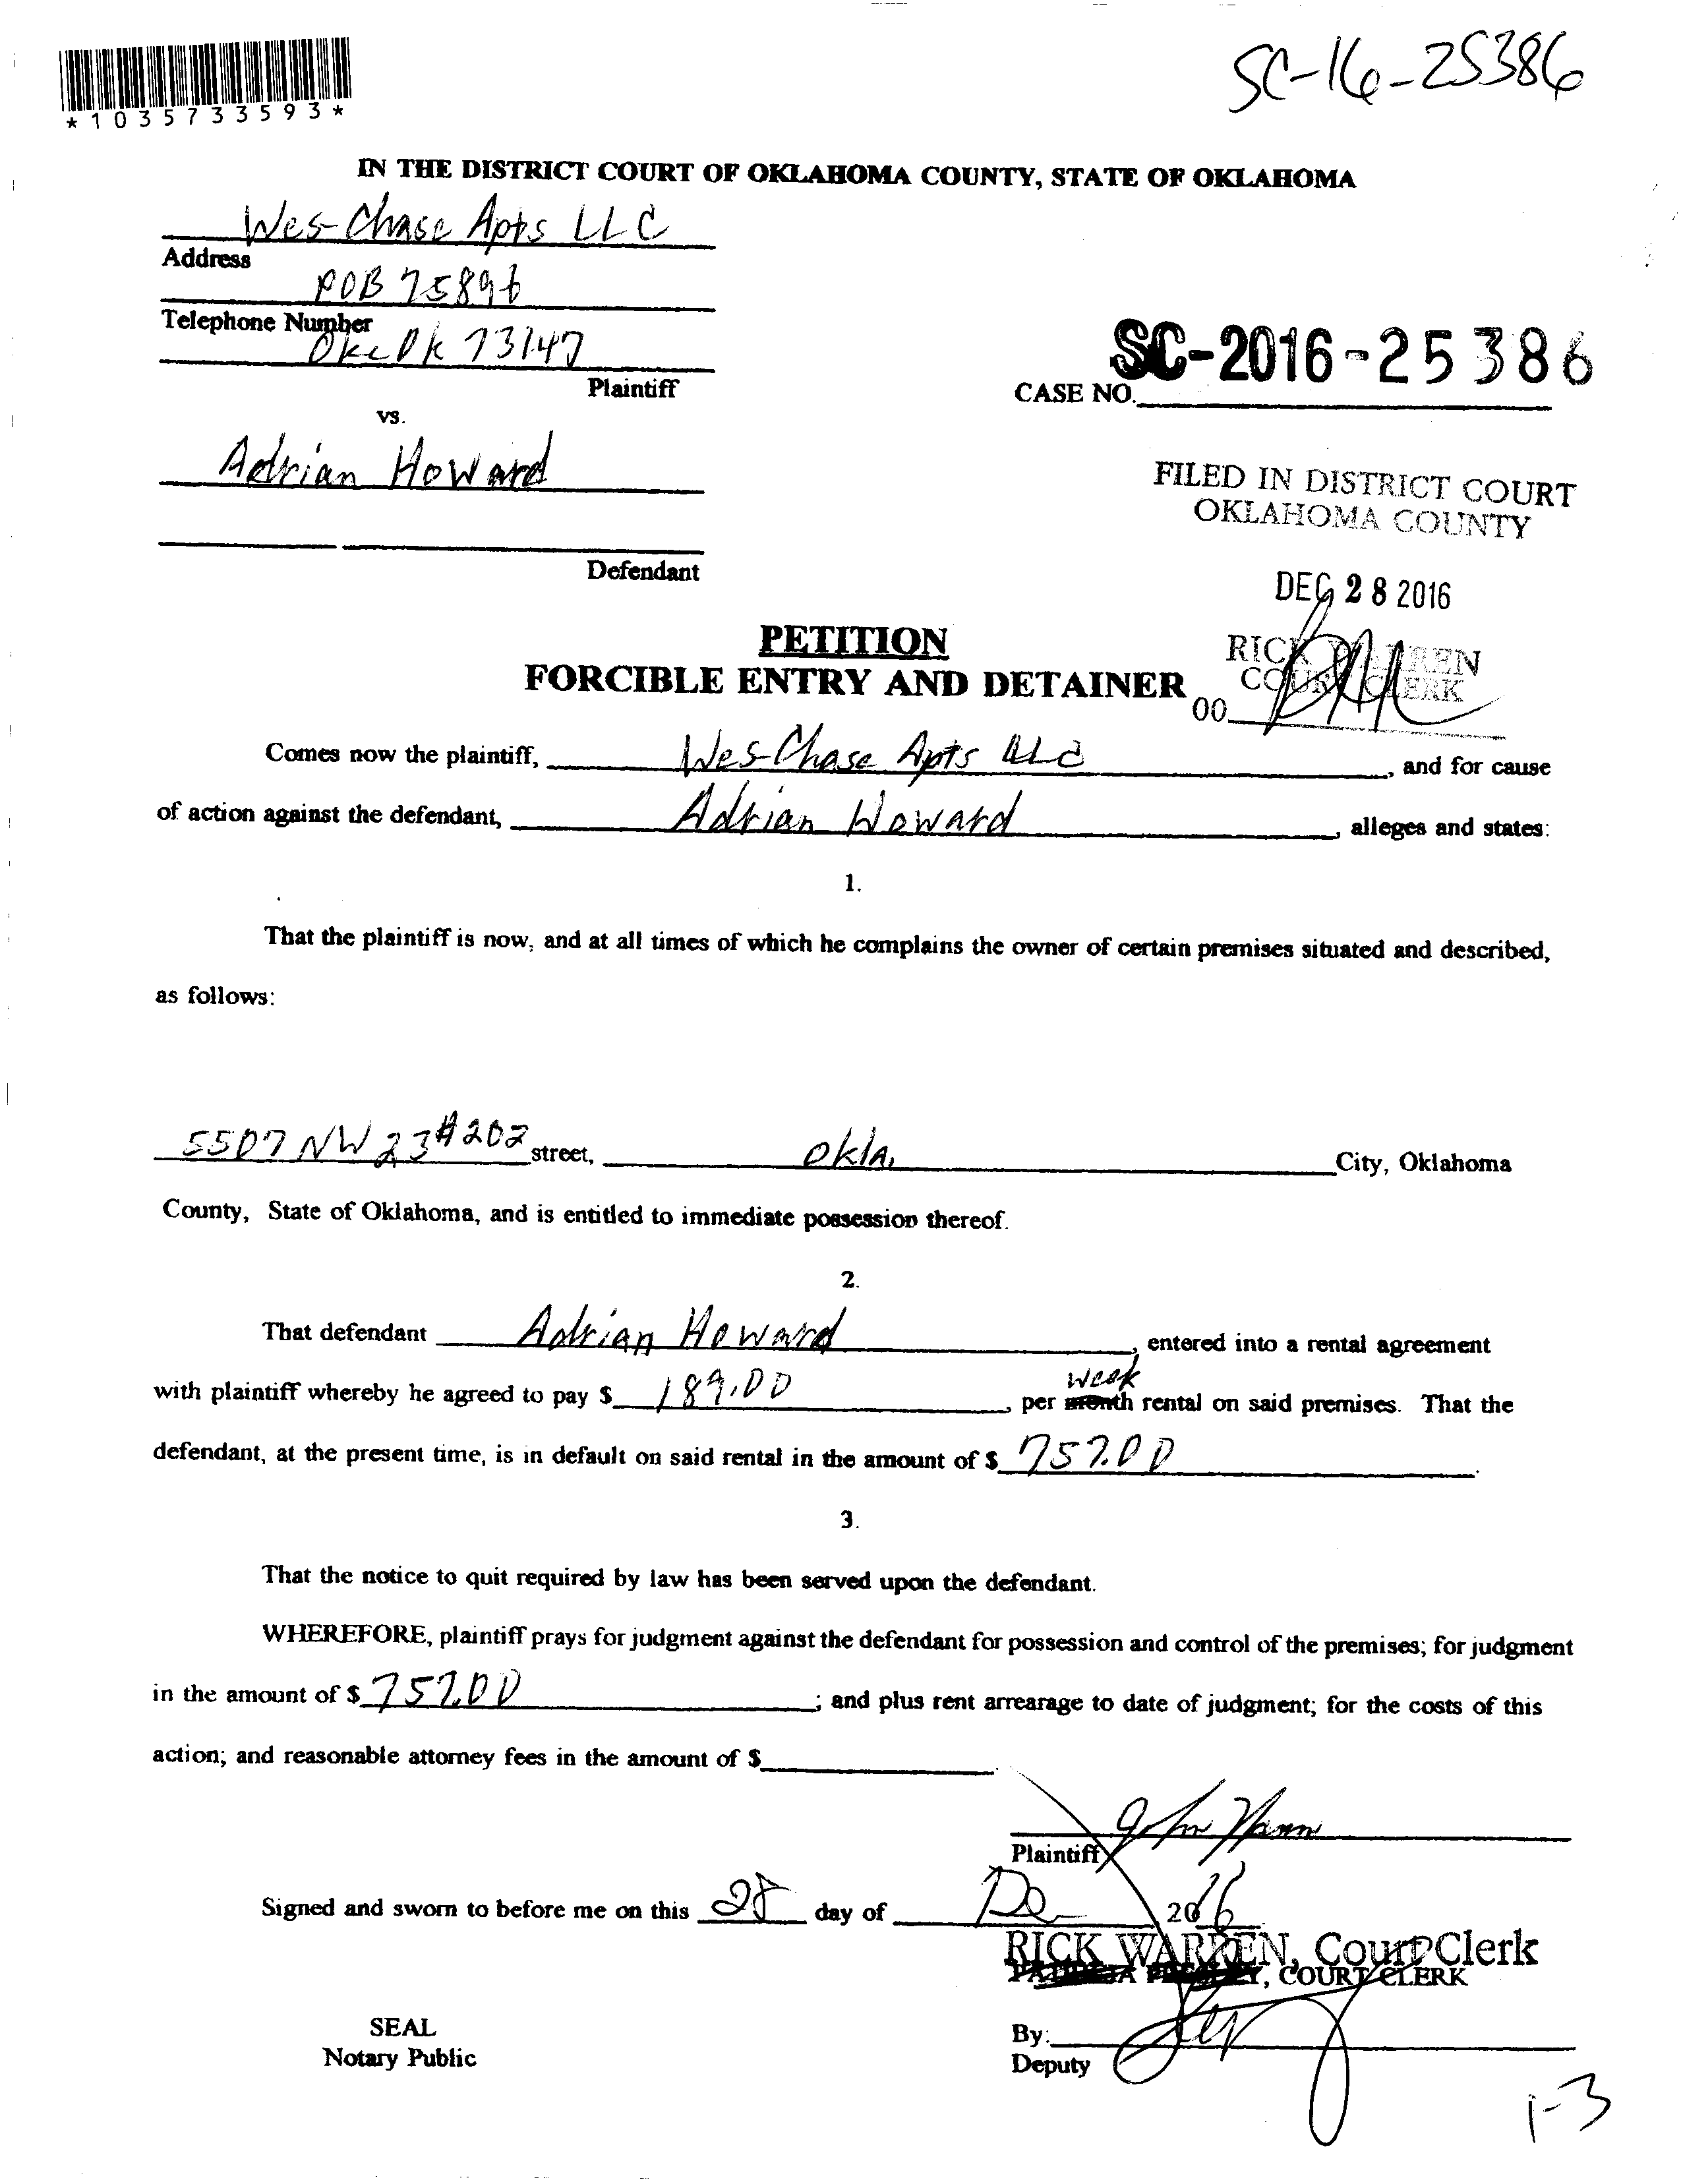 SC-16-25386
*1035733593*
IN THE DISTRICT COURT OF OKLAHOMA COUNTY, STATE OF OKLAHOMA
Wes-Chase Apts LLC
Address
POB 75896
Telephone Number
OKC OK 73147
Plaintiff
SC-2016-25386
CASE NO.
vs.
Adrian Howard
FILED IN DISTRICT COURT
OKLAHOMA COUNTY
Defendant
DEC 28 2016
PETITION
RICK WARREN
FORCIBLE ENTRY AND DETAINER
COURT CLERK
00
Comes now the plaintiff, Wes-Chase Apts LLC, and for cause
of action against the defendant, Adrian Howard, alleges and states:
1.
That the plaintiff is now, and at all times of which he complains the owner of certain premises situated and described,
as follows:
5507 NW 23 #202 street, Okla. City, Oklahoma
County, State of Oklahoma, and is entitled to immediate possession thereof.
2.
That defendant Adrian Howard, entered into a rental agreement
week
with plaintiff whereby he agreed to pay $ 189.00, per month rental on said premises. That the
defendant, at the present time, is in default on said rental in the amount of $ 757.00.
3.
That the notice to quit required by law has been served upon the defendant.
WHEREFORE, plaintiff prays for judgment against the defendant for possession and control of the premises; for judgment
in the amount of $ 757.00; and plus rent arrearage to date of judgment; for the costs of this
action; and reasonable attorney fees in the amount of $
Plaintiff
Signed and sworn to before me on this 28 day of De 2016
RICK WARREN, Court Clerk
, COURT CLERK
SEAL
By:
Notary Public
Deputy
1-3